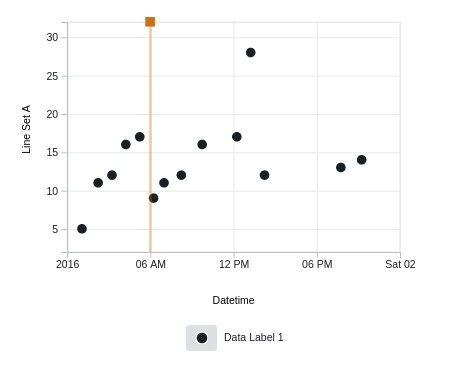 30
25
20
15
10
5
Line Set A
2016
06 AM
12 PM
06 PM
Sat 02
Datetime
Data Label 1